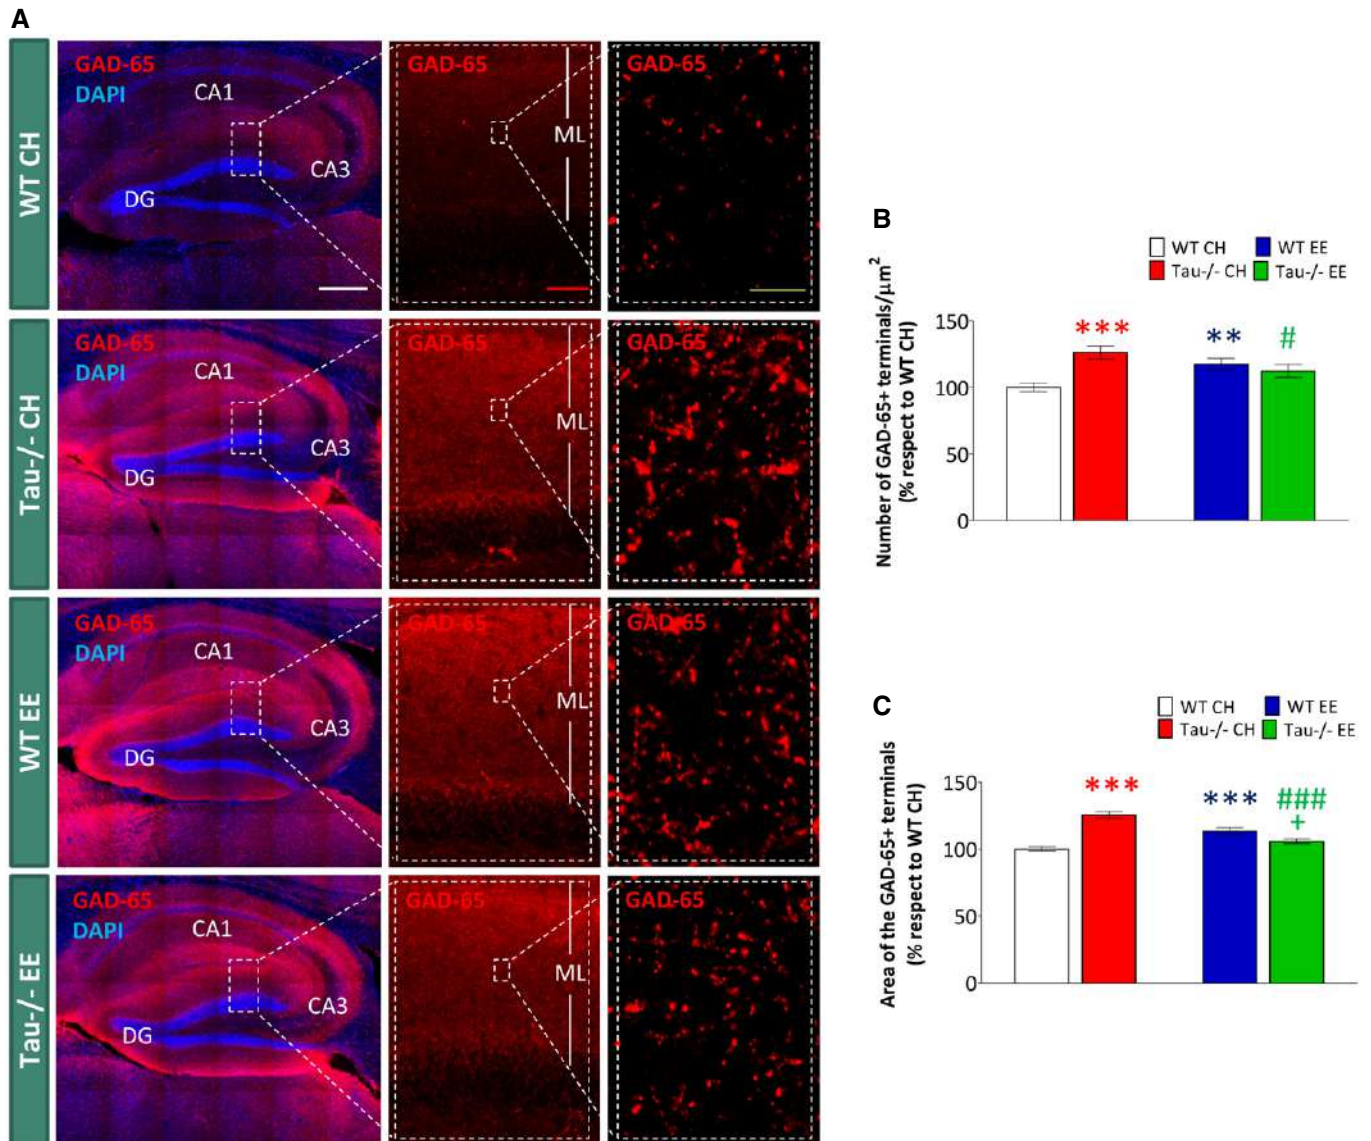 A
WT CH
GAD-65
DAPI
CA1
CA3
DG
GAD-65
ML
GAD-65
Tau-/- CH
GAD-65
DAPI
CA1
CA3
DG
GAD-65
ML
GAD-65
WT EE
GAD-65
DAPI
CA1
CA3
DG
GAD-65
ML
GAD-65
Tau-/- EE
GAD-65
DAPI
CA1
CA3
DG
GAD-65
ML
GAD-65
B
WT CH WT EE
Tau-/- CH Tau-/- EE
Number of GAD-65+ terminals/μm²
(% respect to WT CH)
150
100
50
0
*** ** #
C
WT CH WT EE
Tau-/- CH Tau-/- EE
Area of the GAD-65+ terminals
(% respect to WT CH)
150
100
50
0
*** *** ###
+